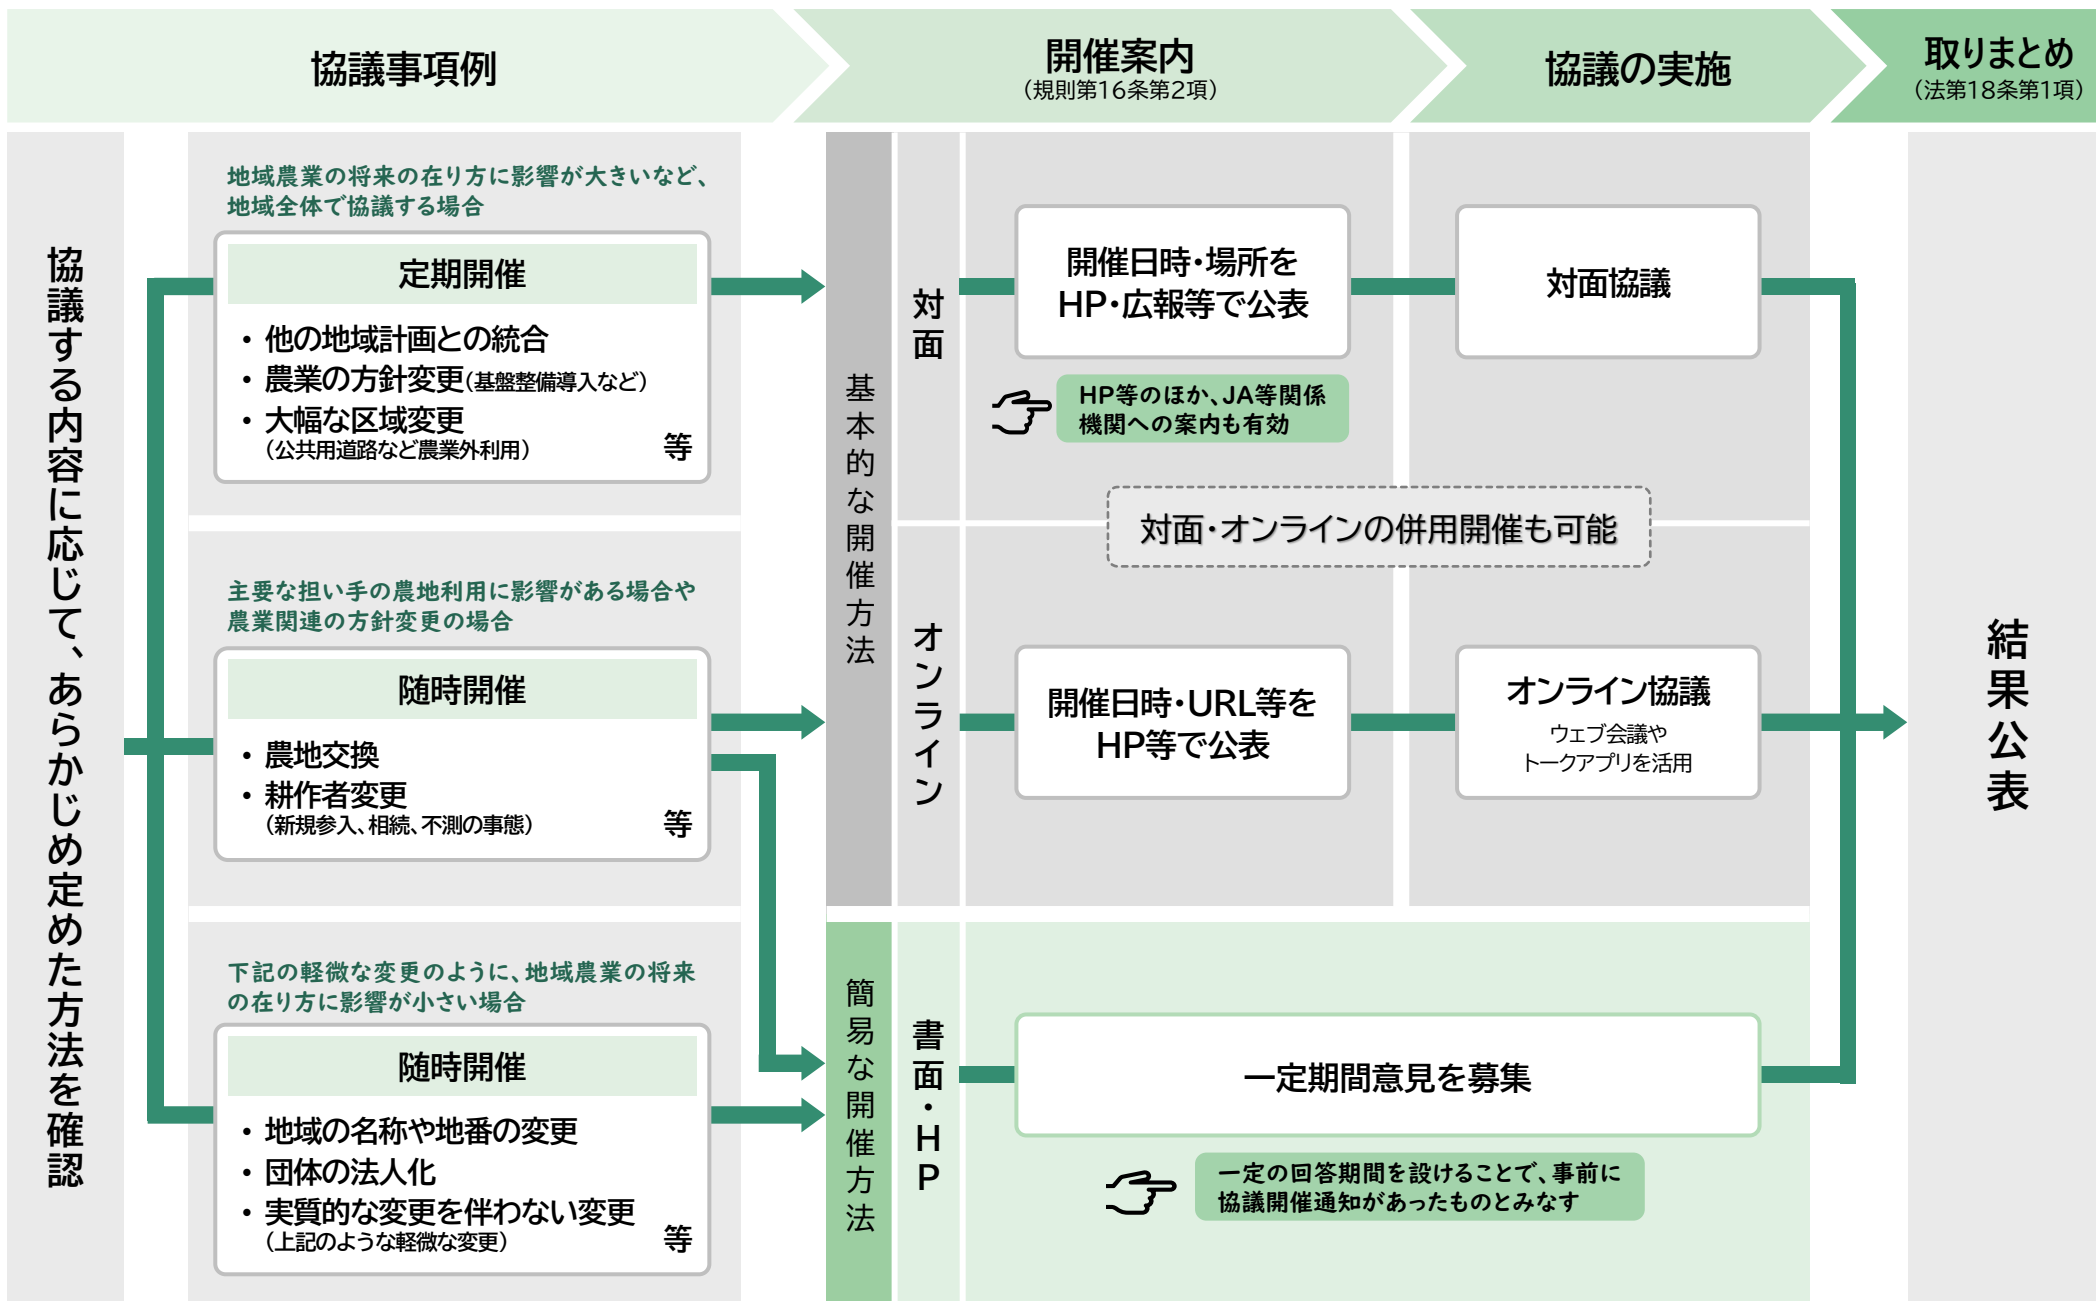 協議事項例
開催案内
(規則第16条第2項)
協議の実施
取りまとめ
(法第18条第1項)
協議する内容に応じて、あらかじめ定めた方法を確認
地域農業の将来の在り方に影響が大きいなど、
地域全体で協議する場合
定期開催
・他の地域計画との統合
・農業の方針変更(基盤整備導入など)
・大幅な区域変更
(公共用道路など農業外利用)
等
主要な担い手の農地利用に影響がある場合や
農業関連の方針変更の場合
随時開催
・農地交換
・耕作者変更
(新規参入、相続、不測の事態)
等
下記の軽微な変更のように、地域農業の将来
の在り方に影響が小さい場合
随時開催
・地域の名称や地番の変更
・団体の法人化
・実質的な変更を伴わない変更
(上記のような軽微な変更)
等
基本的な開催方法
対面
開催日時・場所を
HP・広報等で公表
対面協議
HP等のほか、JA等関係
機関への案内も有効
対面・オンラインの併用開催も可能
オンライン
開催日時・URL等を
HP等で公表
オンライン協議
ウェブ会議や
トークアプリを活用
簡易な開催方法
書面・HP
一定期間意見を募集
一定の回答期間を設けることで、事前に
協議開催通知があったものとみなす
結果公表